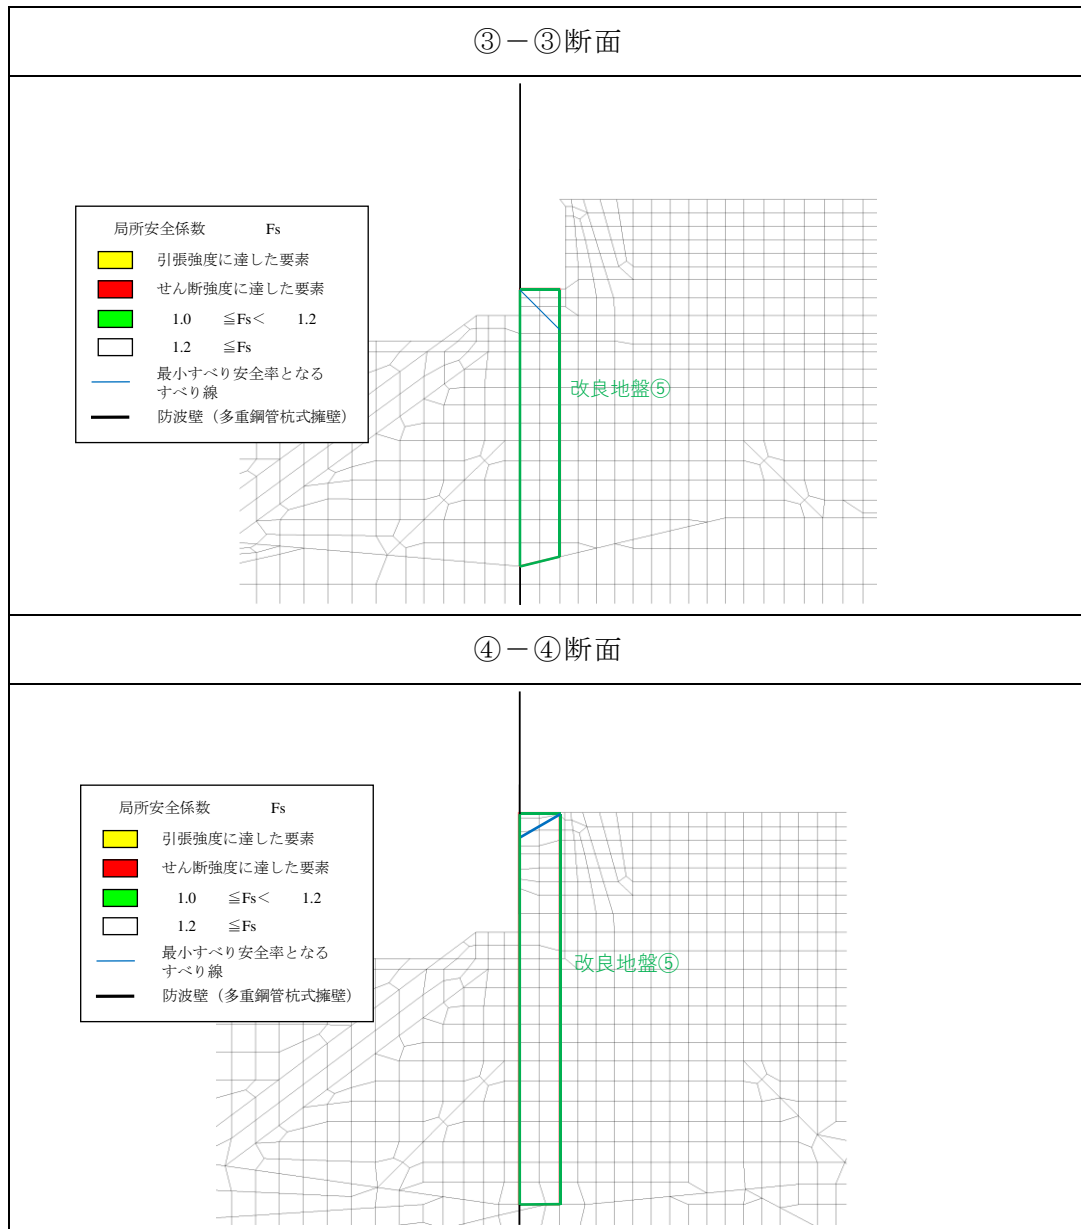 ③－③断面
局所安全係数 Fs
引張強度に達した要素
せん断強度に達した要素
1.0 ≦Fs＜ 1.2
1.2 ≦Fs
最小すべり安全率となる
すべり線
防波壁（多重鋼管杭式擁壁）
改良地盤⑤
④－④断面
局所安全係数 Fs
引張強度に達した要素
せん断強度に達した要素
1.0 ≦Fs＜ 1.2
1.2 ≦Fs
最小すべり安全率となる
すべり線
防波壁（多重鋼管杭式擁壁）
改良地盤⑤